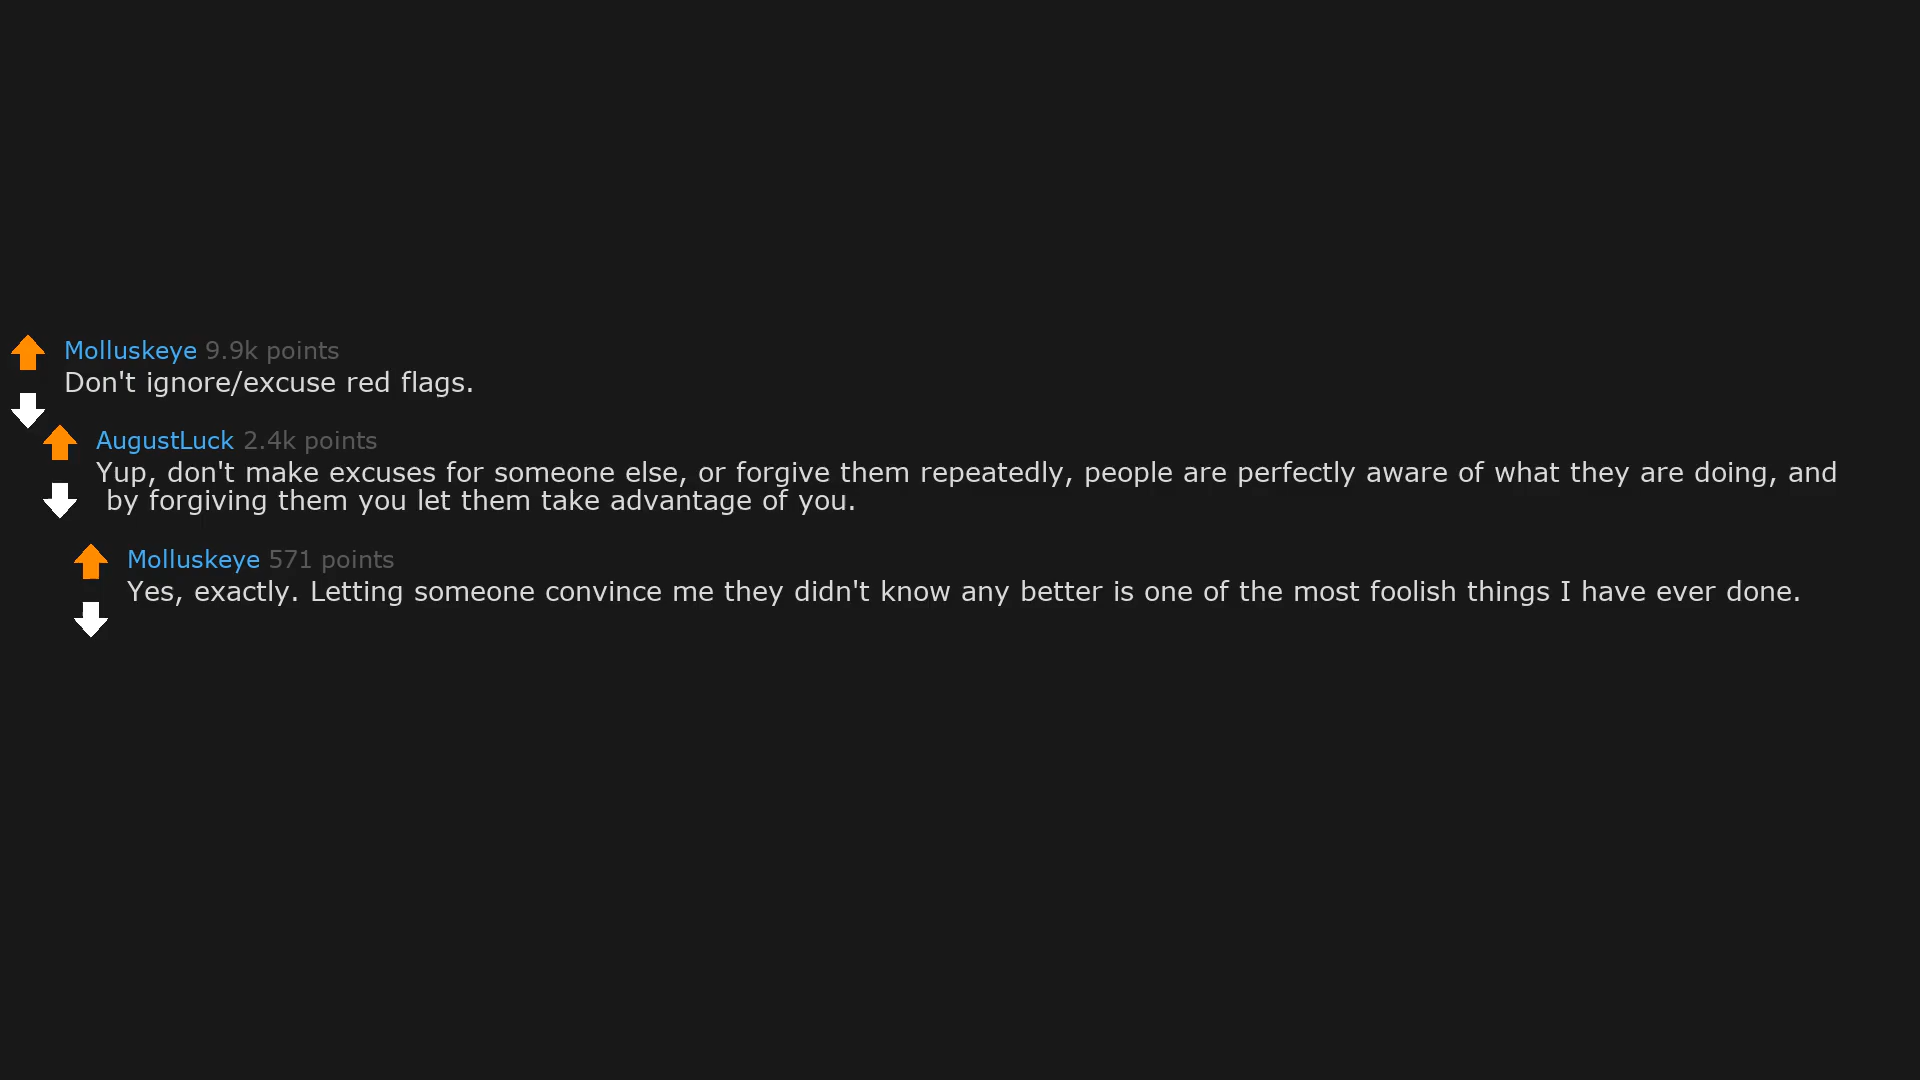 Molluskeye 9.9k points
Don't ignore/excuse red flags.
AugustLuck 2.4k points
Yup, don't make excuses for someone else, or forgive them repeatedly, people are perfectly aware of what they are doing, and
by forgiving them you let them take advantage of you.
Molluskeye 571 points
Yes, exactly. Letting someone convince me they didn't know any better is one of the most foolish things I have ever done.